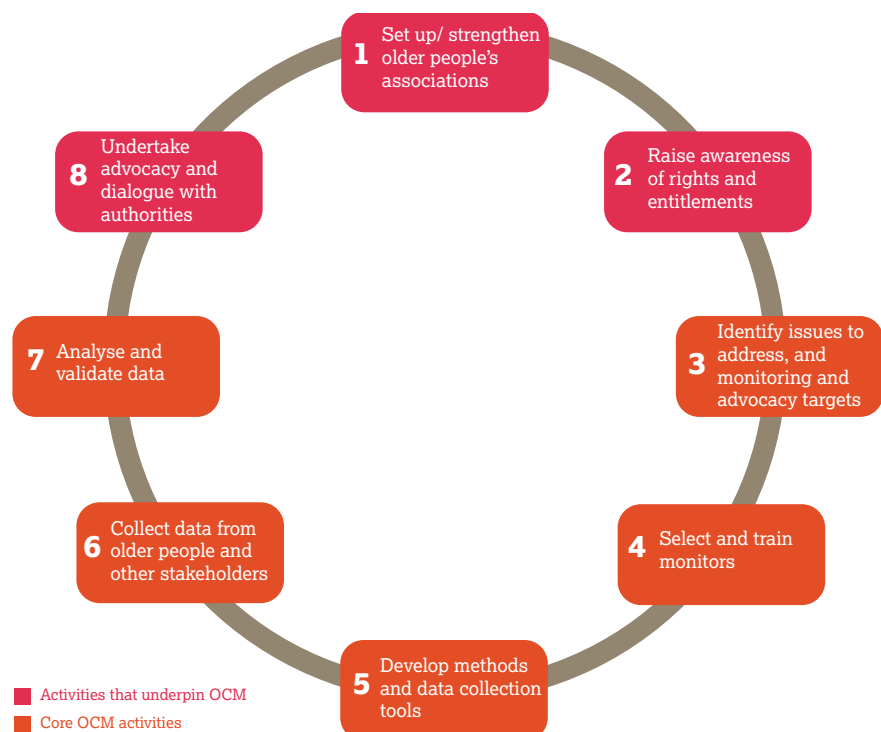 1
Set up/ strengthen
older people's
associations
2
Raise awareness
of rights and
entitlements
3
Identify issues to
address, and
monitoring and
advocacy targets
4
Select and train
monitors
5
Develop methods
and data collection
tools
6
Collect data from
older people and
other stakeholders
7
Analyse and
validate data
8
Undertake
advocacy and
dialogue with
authorities
Activities that underpin OCM
Core OCM activities